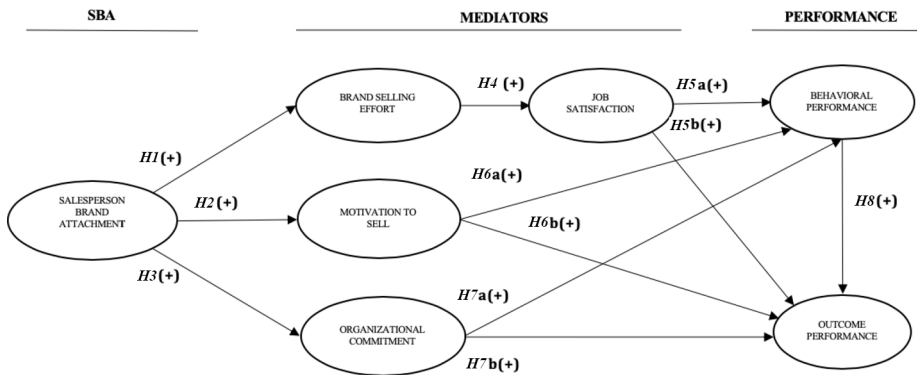 SBA
MEDIATORS
PERFORMANCE
BRAND SELLING
EFFORT
H4 (+)
JOB
SATISFACTION
H5a(+)
H5b(+)
BEHAVIORAL
PERFORMANCE
H1(+)
H6a(+)
SALESPERSON
BRAND
ATTACHMENT
H2(+)
MOTIVATION TO
SELL
H6b(+)
H8(+)
H3(+)
H7a(+)
ORGANIZATIONAL
COMMITMENT
H7b(+)
OUTCOME
PERFORMANCE